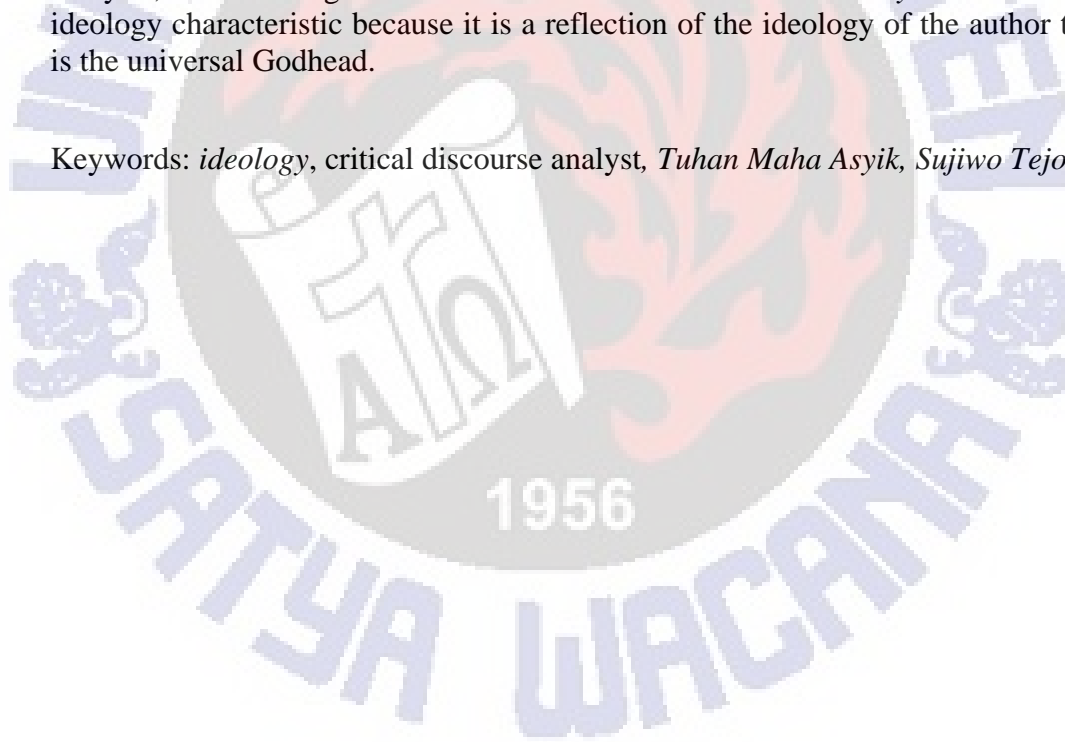 ideology characteristic because it is a reflection of the ideology of the author
is the universal Godhead.
Keywords: ideology, critical discourse analyst, Tuhan Maha Asyik, Sujiwo Tejo
Α Ω
1956
SATYA WACANA